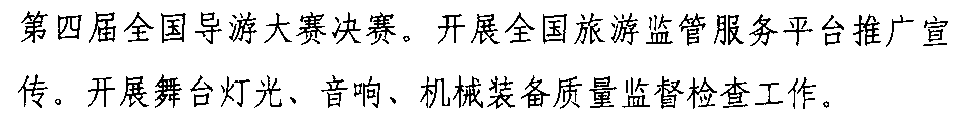 第四届全国导游大赛决赛。开展全国旅游监管服务平台推广宣
传。开展舞台灯光、音响、机械装备质量监督检查工作。